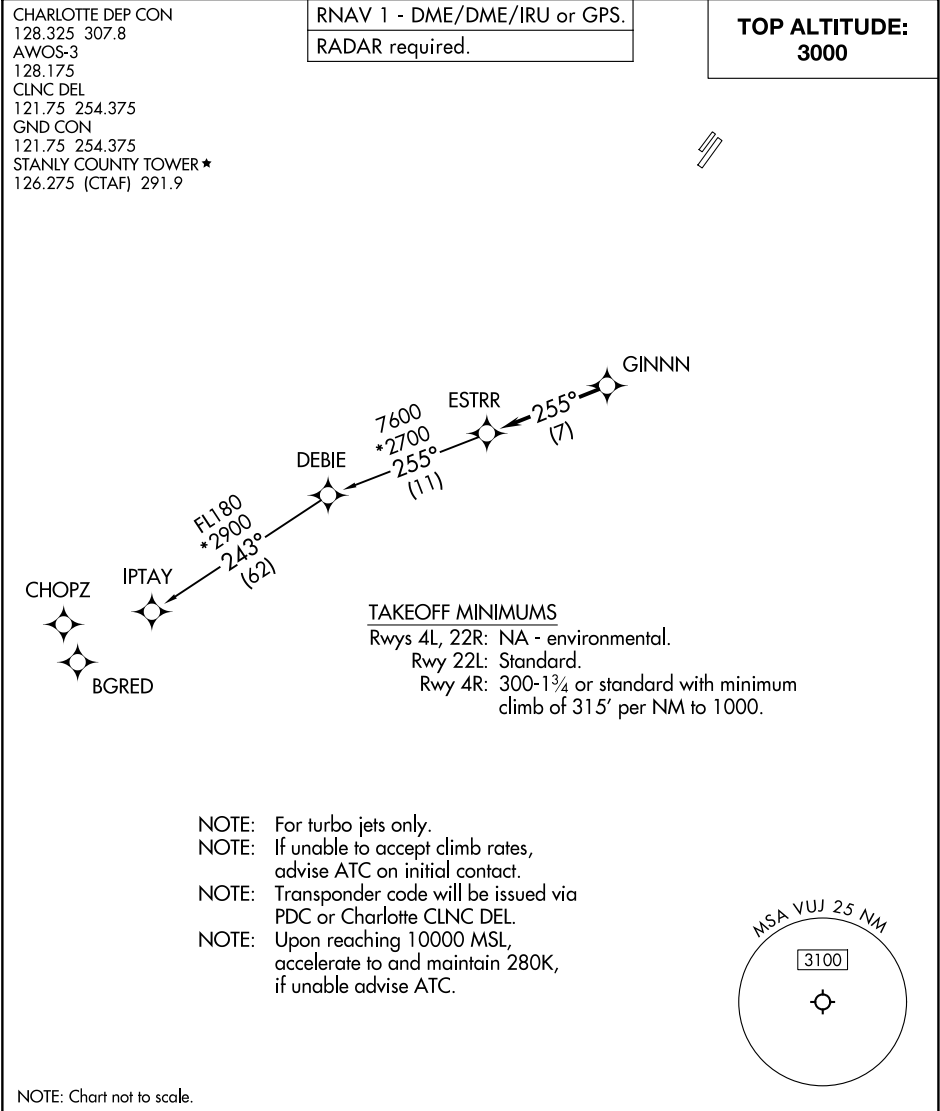 CHARLOTTE DEP CON
128.325 307.8
AWOS-3
128.175
CLNC DEL
121.75 254.375
GND CON
121.75 254.375
STANLY COUNTY TOWER★
126.275 (CTAF) 291.9
RNAV 1 - DME/DME/IRU or GPS.
RADAR required.
TOP ALTITUDE:
3000
GINNN
255°
(7)
ESTRR
7600
*2700
255°
(11)
DEBIE
FL180
*2900
243°
(62)
IPTAY
CHOPZ
BGRED
TAKEOFF MINIMUMS
Rwys 4L, 22R: NA - environmental.
Rwy 22L: Standard.
Rwy 4R: 300-1¾ or standard with minimum
climb of 315' per NM to 1000.
NOTE: For turbo jets only.
NOTE: If unable to accept climb rates,
advise ATC on initial contact.
NOTE: Transponder code will be issued via
PDC or Charlotte CLNC DEL.
NOTE: Upon reaching 10000 MSL,
accelerate to and maintain 280K,
if unable advise ATC.
MSA VUJ 25 NM
3100
NOTE: Chart not to scale.